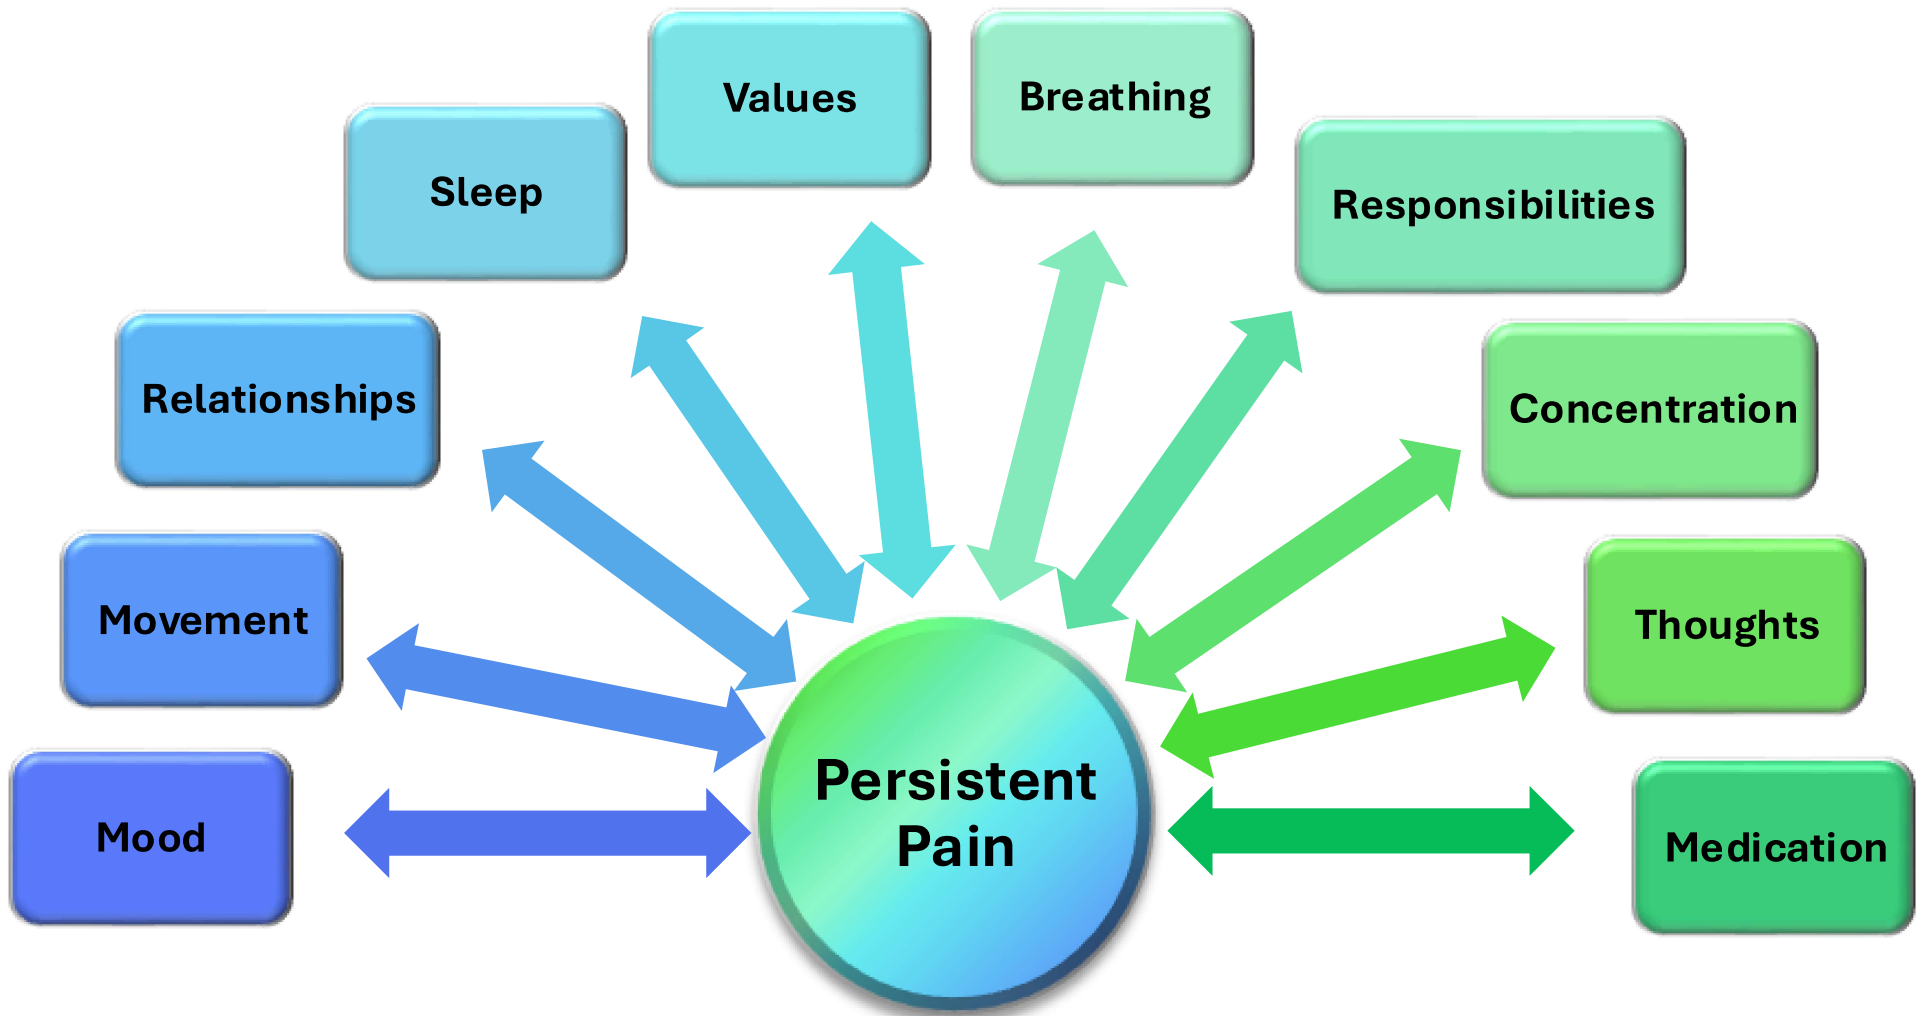 Values
Breathing
Sleep
Responsibilities
Relationships
Concentration
Movement
Thoughts
Persistent
Pain
Mood
Medication